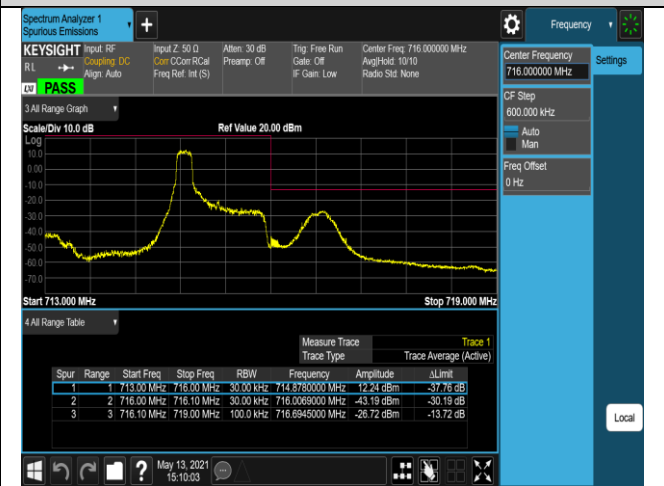 Spectrum Analyzer 1
Spurious Emissions
Frequency
KEYSIGHT Input: RF Input Z: 50 Ω Atten: 30 dB Trig: Free Run Center Freq: 716.000000 MHz
RL Coupling: DC Corr CCorr RCal Preamp: Off Gate: Off Avg|Hold: 10/10
Align: Auto Freq Ref: Int (S) IF Gain: Low Radio Std: None
PASS
Center Frequency
716.000000 MHz
Settings
CF Step
600.000 kHz
Auto
Man
Freq Offset
0 Hz
3 All Range Graph
Scale/Div 10.0 dB Ref Value 20.00 dBm
Log
10.0
0.00
-10.0
-20.0
-30.0
-40.0
-50.0
-60.0
-70.0
Start 713.000 MHz Stop 719.000 MHz
4 All Range Table
Measure Trace Trace 1
Trace Type Trace Average (Active)
Spur Range Start Freq Stop Freq RBW Frequency Amplitude ΔLimit
1 1 713.00 MHz 716.00 MHz 30.00 kHz 714.8780000 MHz 12.24 dBm -37.76 dB
2 2 716.00 MHz 716.10 MHz 30.00 kHz 716.0069000 MHz -43.19 dBm -30.19 dB
3 3 716.10 MHz 719.00 MHz 100.0 kHz 716.6945000 MHz -26.72 dBm -13.72 dB
Local
May 13, 2021
15:10:03